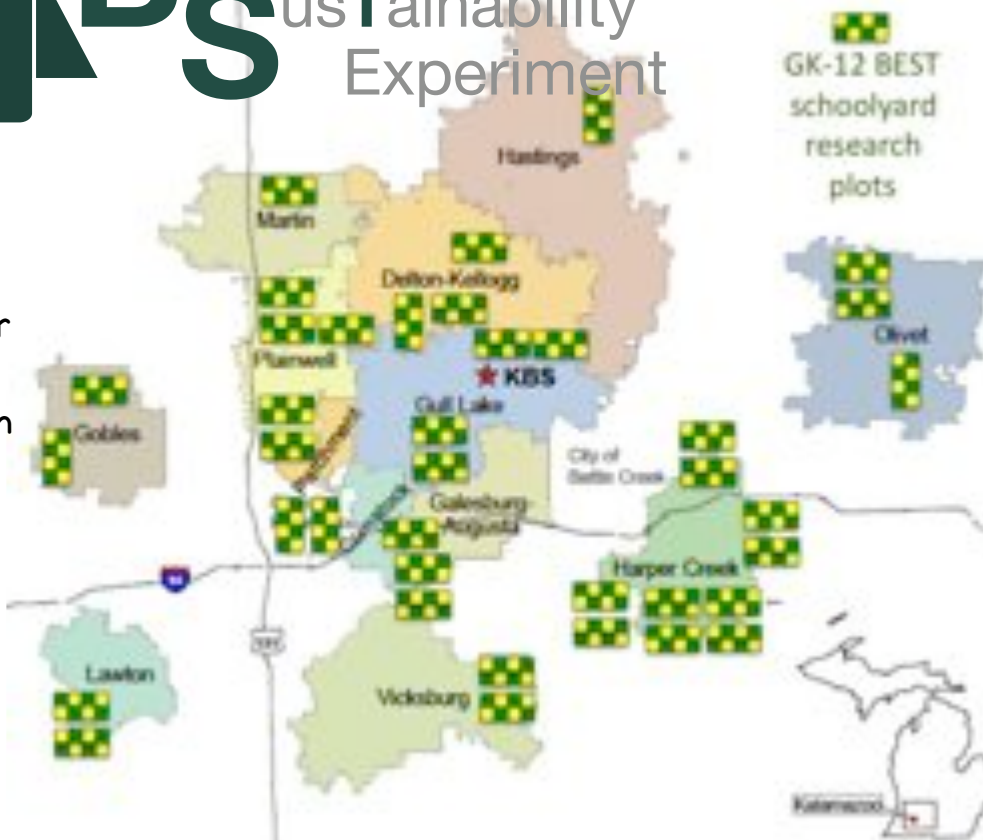 PS
usTainability
Experiment
GK-12 BEST
schoolyard
research
plots
Hastings
Martin
Delton-Kellogg
Olivet
r
Plainwell
KBS
Gull Lake
n
Gobles
City of
Battle Creek
Galesburg-
Augusta
Harper Creek
Lawton
Vicksburg
Kalamazoo